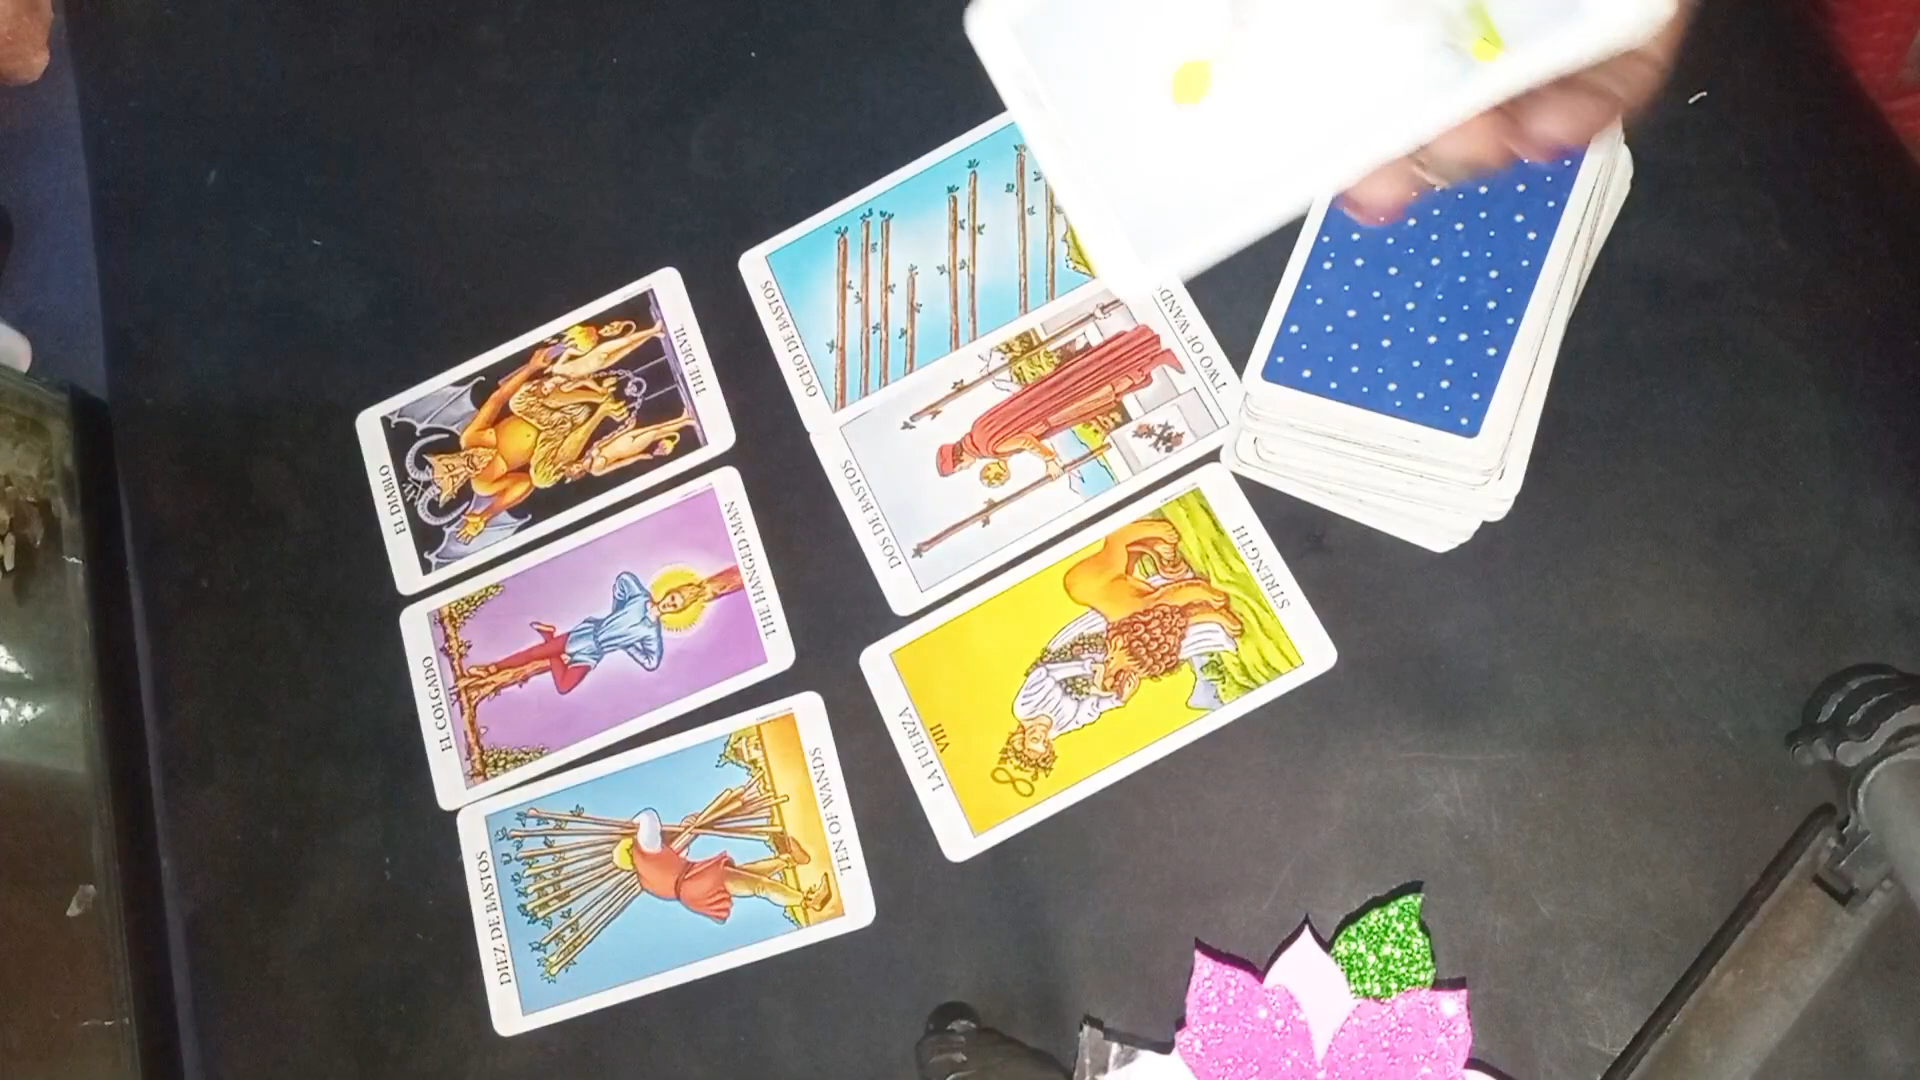 EL DIABLO
THE DEVIL
EL COLGADO
XII
THE HANGED MAN
DIEZ DE BASTOS
TEN OF WANDS
OCHO DE BASTOS
DOS DE BASTOS
TWO OF WANDS
LA FUERZA
VIII
STRENGTH